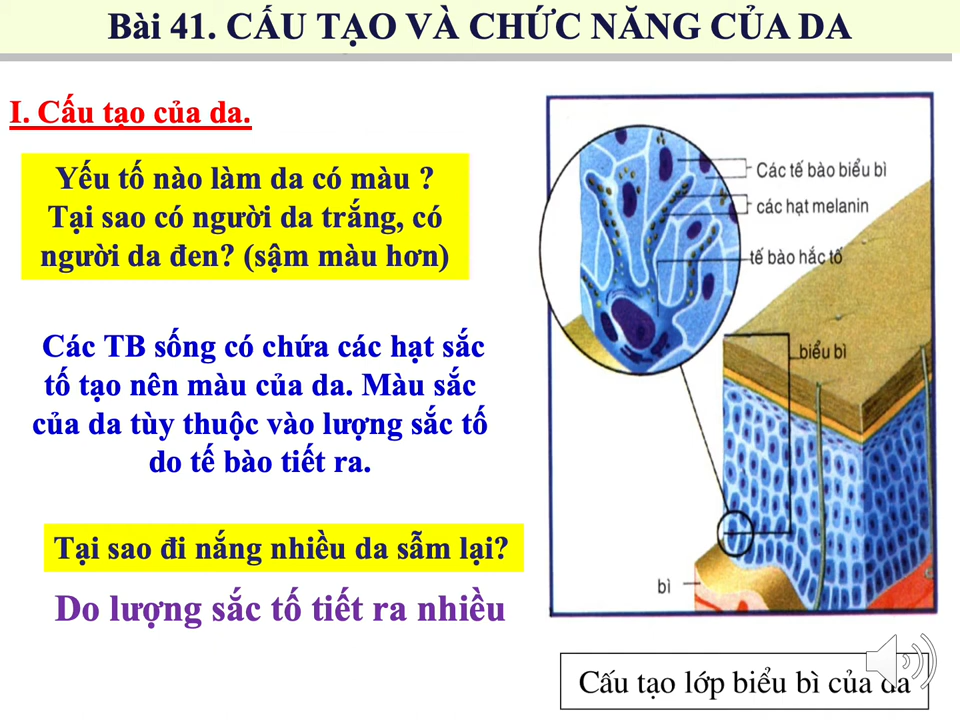 Bài 41. CẤU TẠO VÀ CHỨC NĂNG CỦA DA
I. Cấu tạo của da.
Yếu tố nào làm da có màu ?
Tại sao có người da trắng, có
người da đen? (sậm màu hơn)
Các TB sống có chứa các hạt sắc
tố tạo nên màu của da. Màu sắc
của da tùy thuộc vào lượng sắc tố
do tế bào tiết ra.
Tại sao đi nắng nhiều da sẫm lại?
Do lượng sắc tố tiết ra nhiều
Các tế bào biểu bì
các hạt melanin
tế bào hắc tố
biểu bì
bì
Cấu tạo lớp biểu bì của da